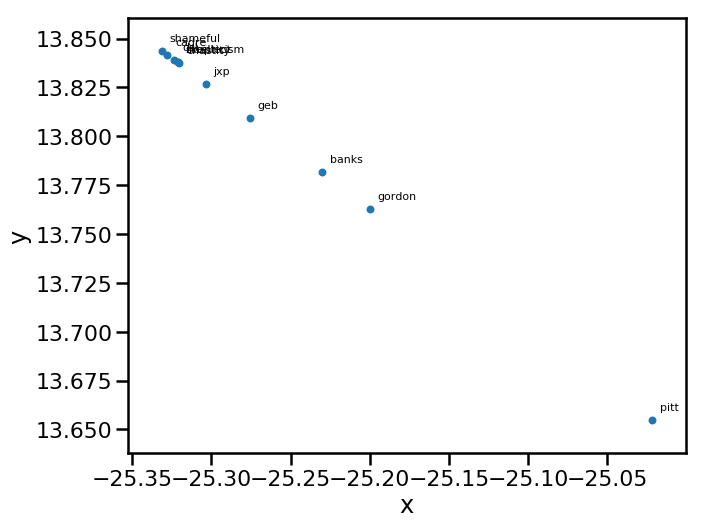 13.850
13.825
13.800
13.775
13.750
13.725
13.700
13.675
13.650
y
shameful
cadre
jxp
geb
banks
gordon
pitt
−25.35
−25.30
−25.25
−25.20
−25.15
−25.10
−25.05
x